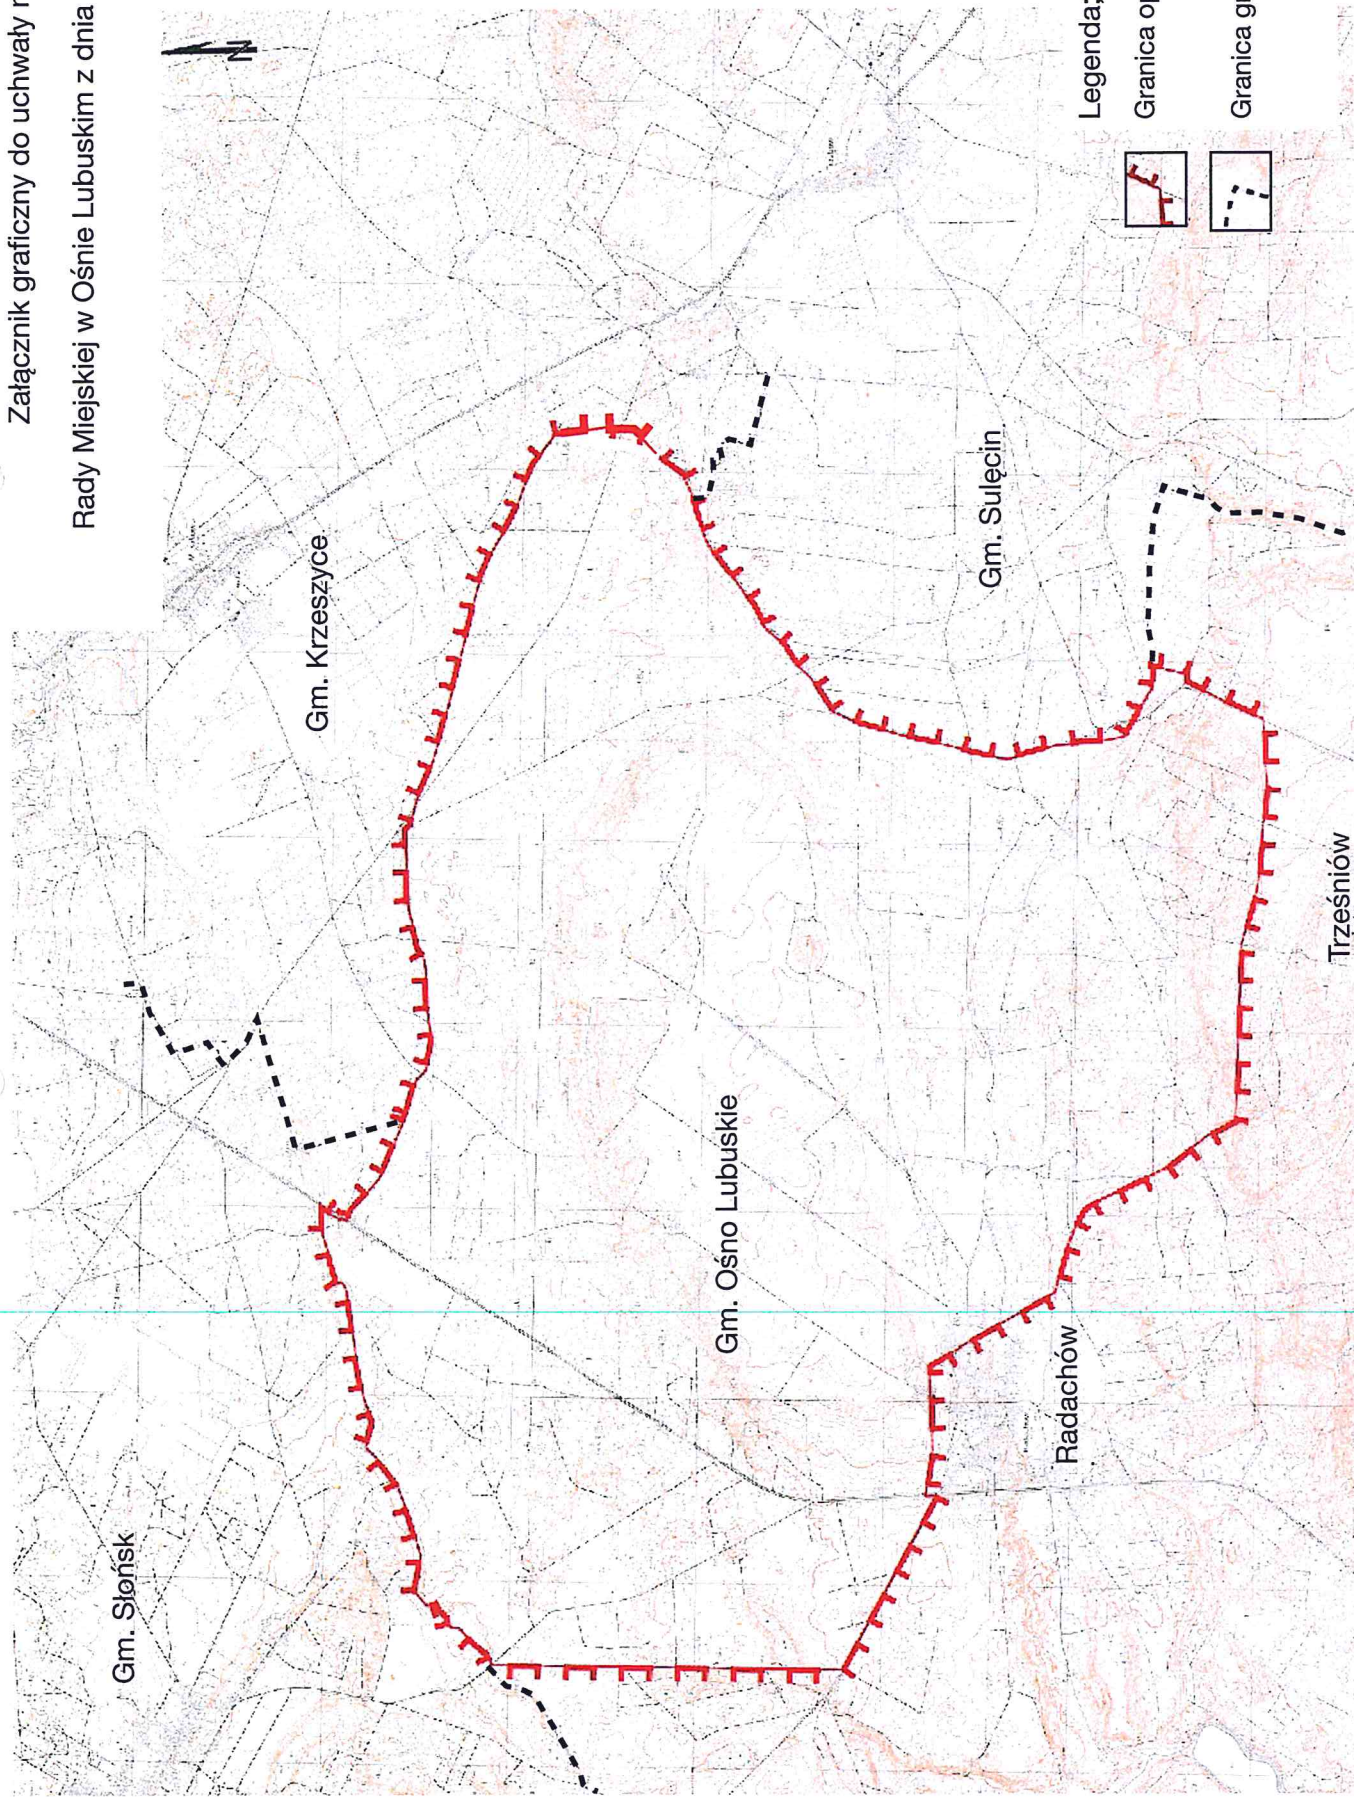 Załącznik graficzny do uchwały
Rady Miejskiej w Ośnie Lubuskim z dnia
N
Gm. Słońsk
Gm. Krzeszyce
Gm. Ośno Lubuskie
Gm. Sulęcin
Radachów
Trześniów
Legenda;
Granica
Granica